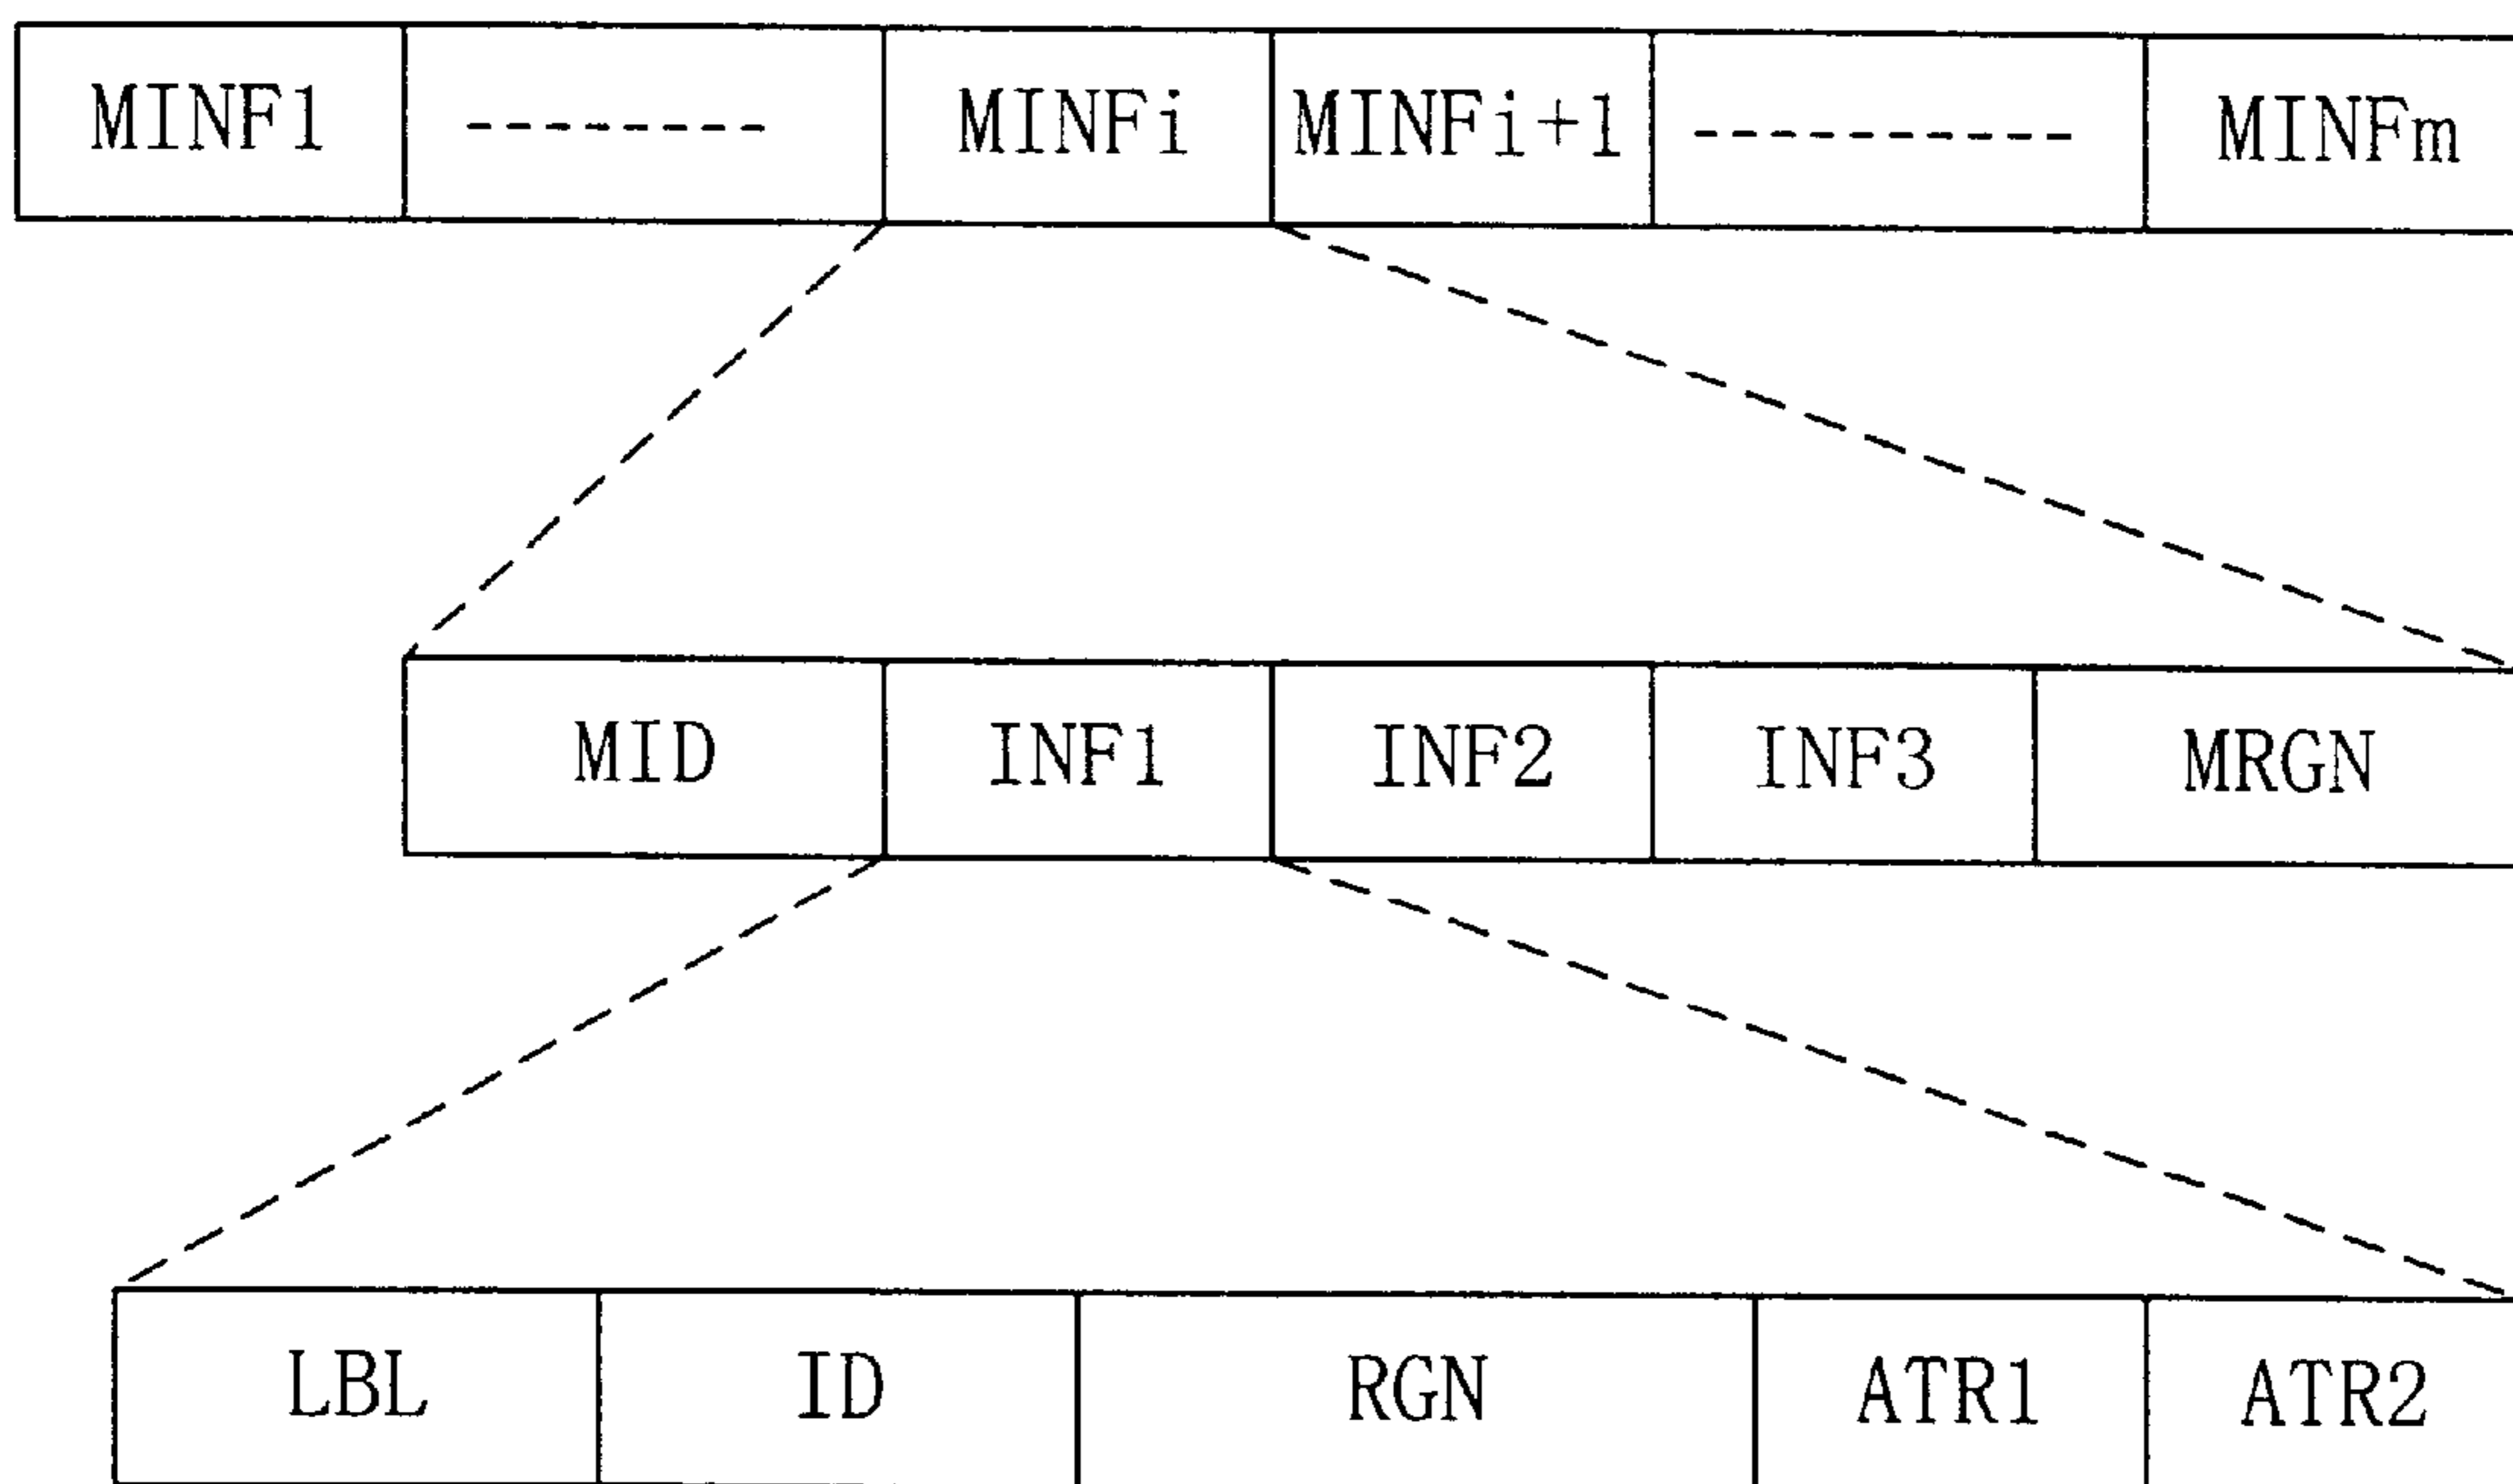 MINF1 -------- MINFi MINFi+1 ---------- MINFm
MID INF1 INF2 INF3 MRGN
LBL ID RGN ATR1 ATR2